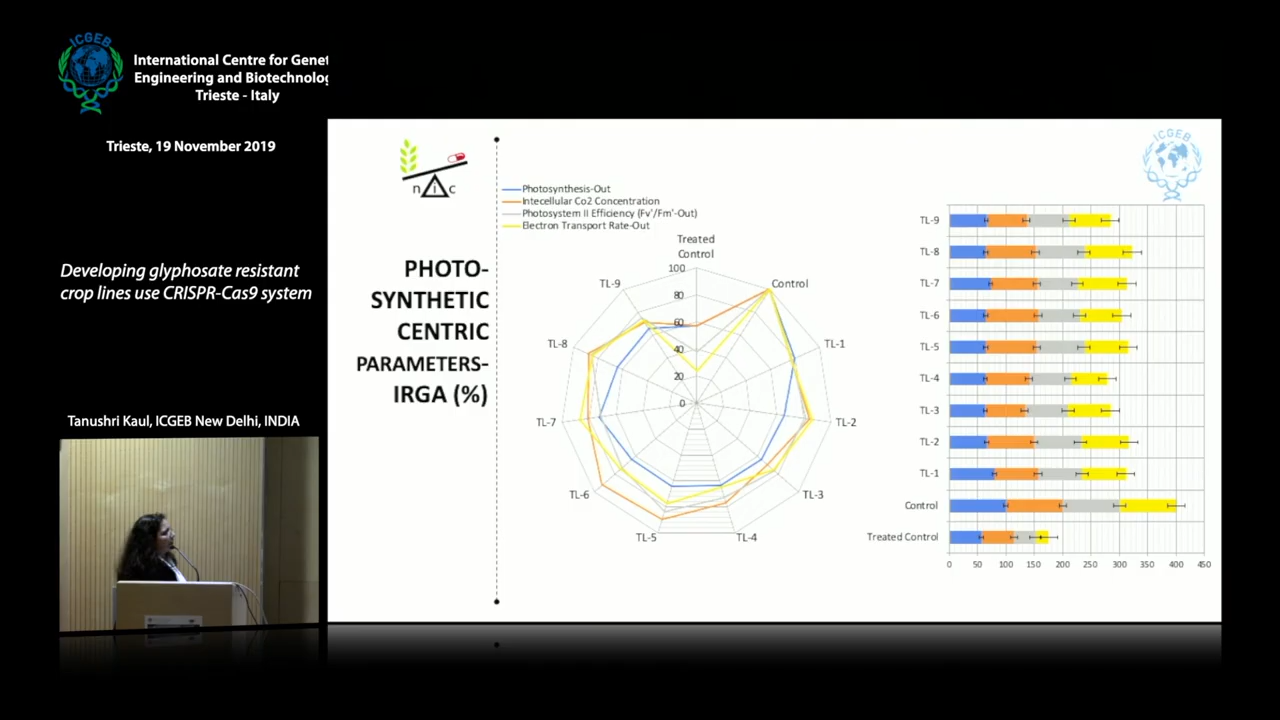 ICGEB
International Centre for Genet
Engineering and Biotechnolog
Trieste - Italy
Trieste, 19 November 2019
Developing glyphosate resistant
crop lines use CRISPR-Cas9 system
Tanushri Kaul, ICGEB New Delhi, INDIA
nic
PHOTO-
SYNTHETIC
CENTRIC
PARAMETERS-
IRGA (%)
Photosynthesis-Out
Intecellular Co2 Concentration
Photosystem II Efficiency (Fv'/Fm'-Out)
Electron Transport Rate-Out
Treated
Control
Control
TL-1
TL-2
TL-3
TL-4
TL-5
TL-6
TL-7
TL-8
TL-9
100
80
60
40
20
0
ICGEB
TL-9
TL-8
TL-7
TL-6
TL-5
TL-4
TL-3
TL-2
TL-1
Control
Treated Control
0 50 100 150 200 250 300 350 400 450